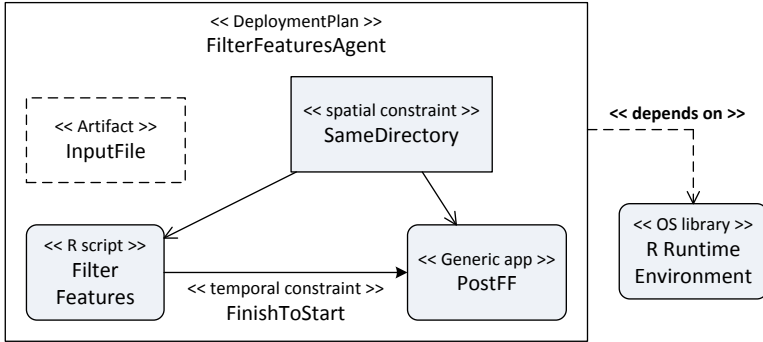 << DeploymentPlan >>
FilterFeaturesAgent
<< Artifact >>
InputFile
<< spatial constraint >>
SameDirectory
<< depends on >>
<< R script >>
Filter
Features
<< temporal constraint >>
FinishToStart
<< Generic app >>
PostFF
<< OS library >>
R Runtime
Environment